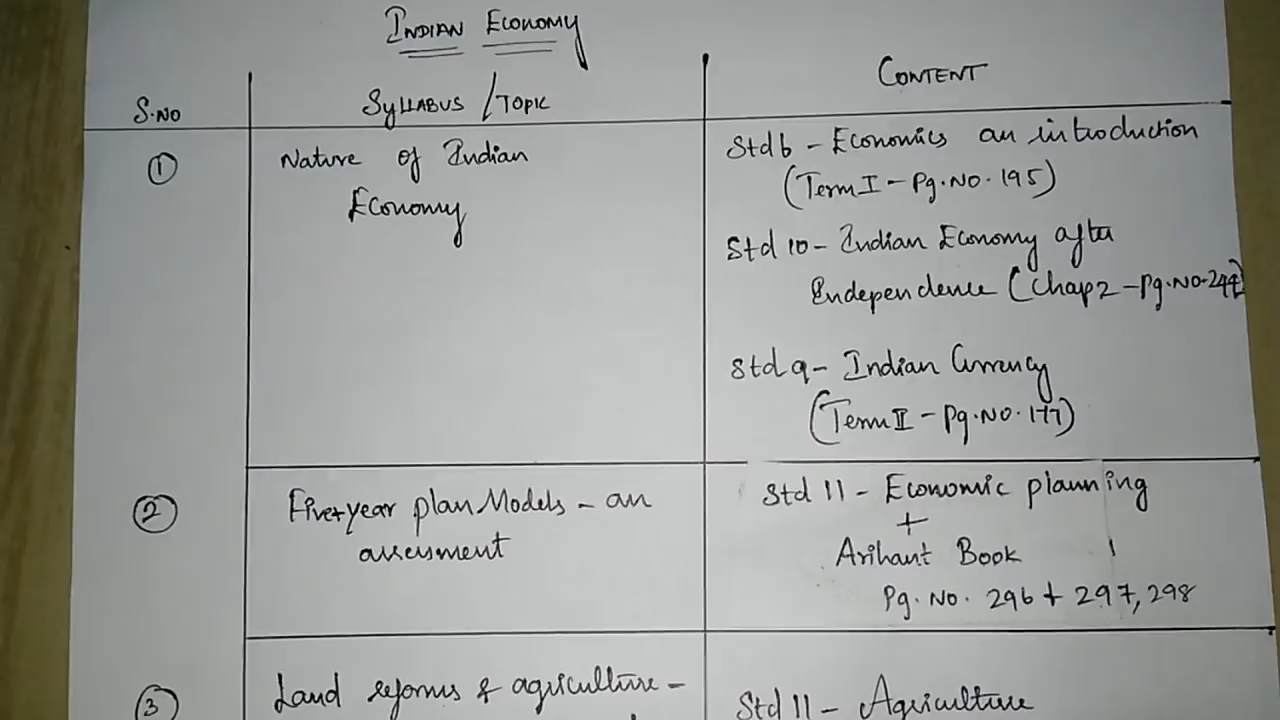 INDIAN ECONOMY
S.NO
SYLLABUS / TOPIC
CONTENT
①
Nature of Indian
Economy
Std 6 - Economics an introduction
(Term I - Pg.No.195)
Std 10 - Indian Economy after
Independence (Chap 2 - Pg.No.
Std 9 - Indian Currency
(Term II - Pg.No.177)
②
Five year plan Models - an
assessment
Std 11 - Economic planning
+
Arihant Book
Pg. No. 296 + 297, 298
③
Land reforms & agriculture -
Std 11 - Agriculture